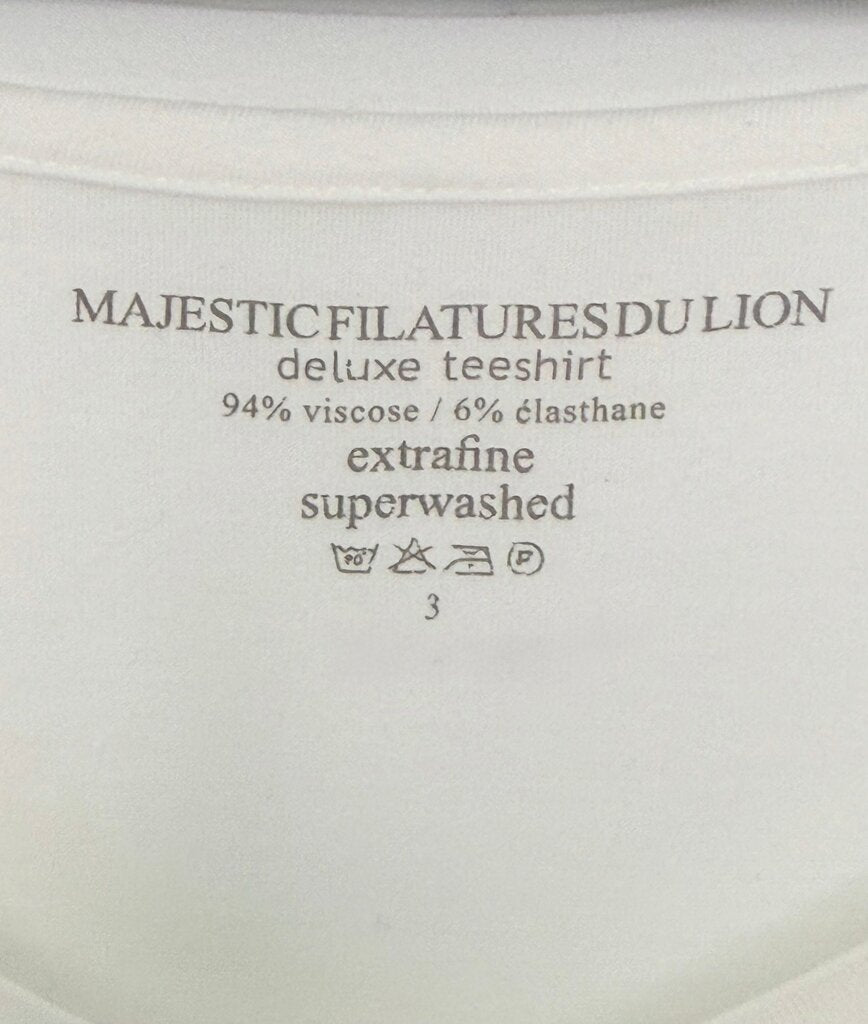 MAJESTIC FILATURES DU LION
deluxe teeshirt
94% viscose / 6% élasthane
extrafine
superwashed
3